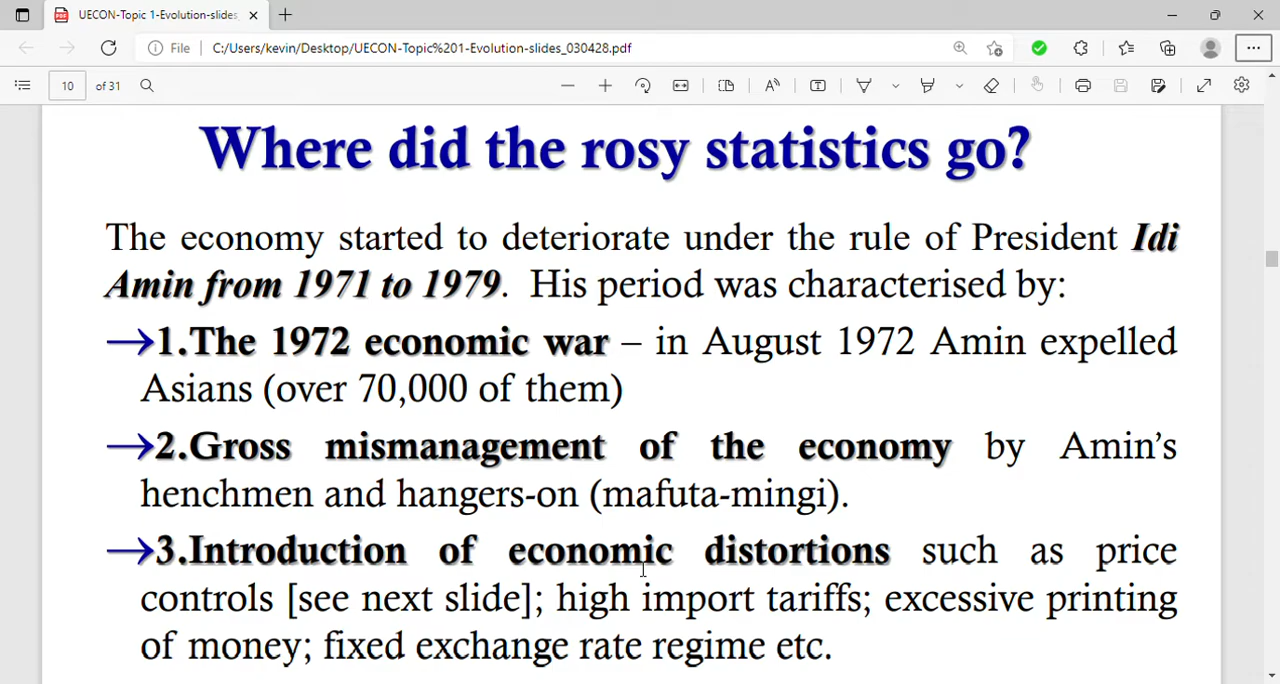 UECON-Topic 1-Evolution-slides_
File
C:/Users/kevin/Desktop/UECON-Topic%201-Evolution-slides_030428.pdf
10 of 31
Where did the rosy statistics go?
The economy started to deteriorate under the rule of President Idi
Amin from 1971 to 1979. His period was characterised by:
→1.The 1972 economic war – in August 1972 Amin expelled
Asians (over 70,000 of them)
→2.Gross mismanagement of the economy by Amin’s
henchmen and hangers-on (mafuta-mingi).
→3.Introduction of economic distortions such as price
controls [see next slide]; high import tariffs; excessive printing
of money; fixed exchange rate regime etc.